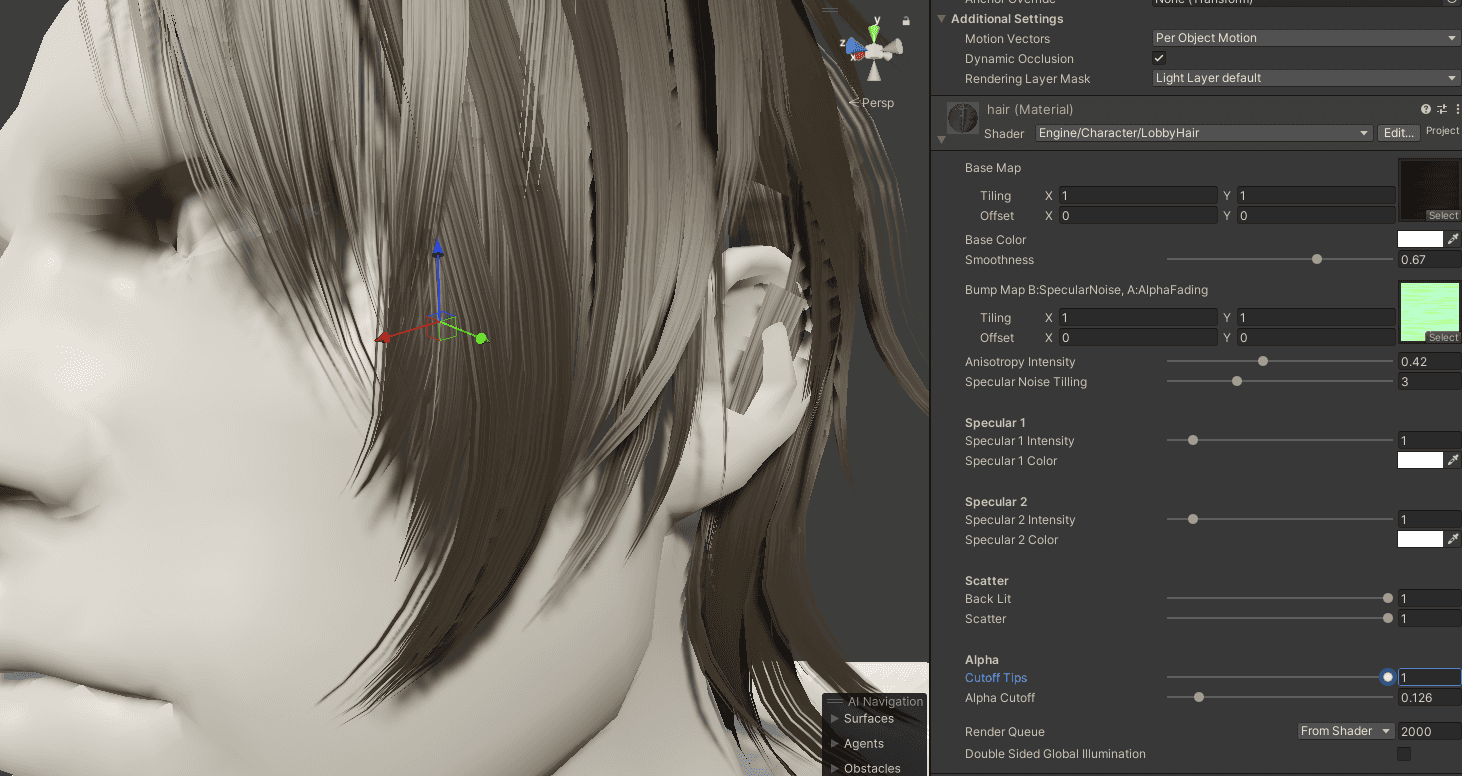 y
z
x
Persp
AI Navigation
Surfaces
Agents
Obstacles
Anchor Override None (Transform)
Additional Settings
Motion Vectors Per Object Motion
Dynamic Occlusion
Rendering Layer Mask Light Layer default
hair (Material)
Shader Engine/Character/LobbyHair Edit... Project
Base Map
Tiling X 1 Y 1
Offset X 0 Y 0
Select
Base Color
Smoothness 0.67
Bump Map B:SpecularNoise, A:AlphaFading
Tiling X 1 Y 1
Offset X 0 Y 0
Select
Anisotropy Intensity 0.42
Specular Noise Tilling 3
Specular 1
Specular 1 Intensity 1
Specular 1 Color
Specular 2
Specular 2 Intensity 1
Specular 2 Color
Scatter
Back Lit 1
Scatter 1
Alpha
Cutoff Tips 1
Alpha Cutoff 0.126
Render Queue From Shader 2000
Double Sided Global Illumination